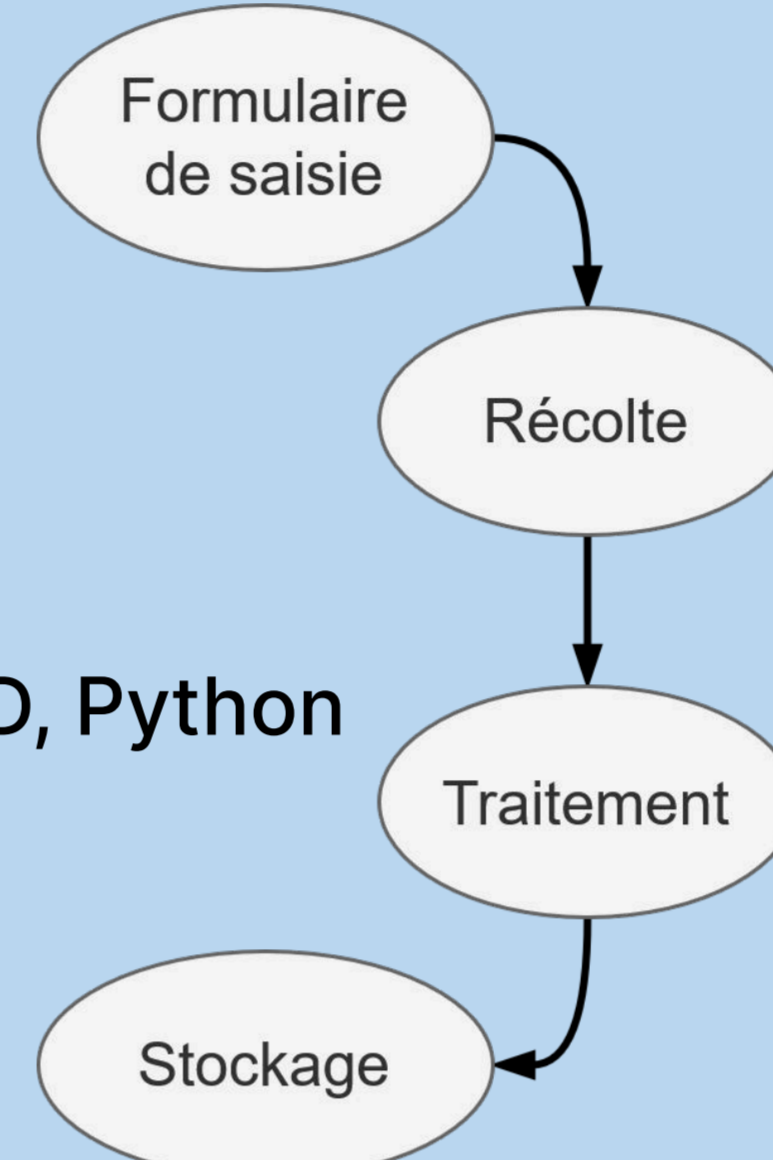 Formulaire
de saisie
Récolte
, Python
Traitement
Stockage